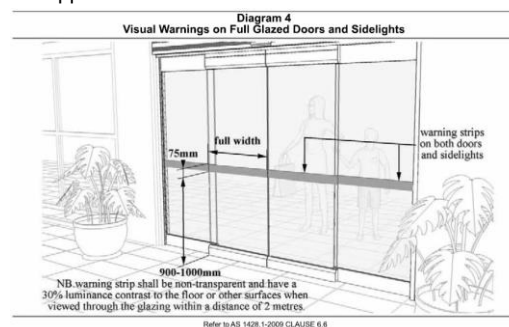 Diagram 4
Visual Warnings on Full Glazed Doors and Sidelights
full width
75mm
warning strips
on both doors
and sidelights
900-1000mm
NB.warning strip shall be non-transparent and have a
30% luminance contrast to the floor or other surfaces when
viewed through the glazing within a distance of 2 metres.
Refer to AS 1428.1-2009 CLAUSE 6.6